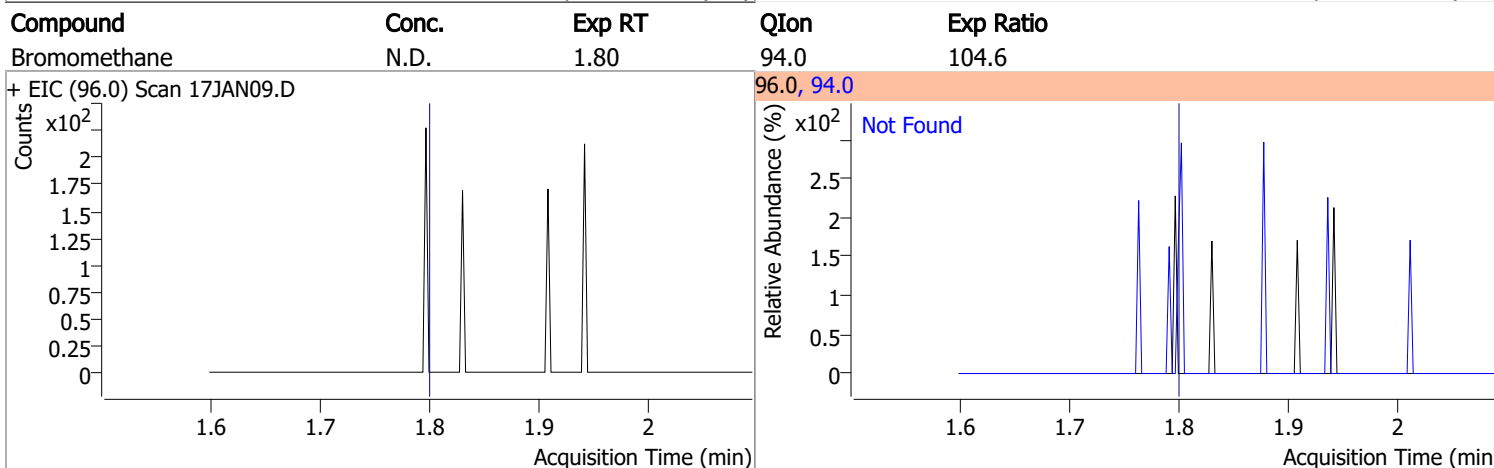 Compound Conc. Exp RT QIon Exp Ratio
Bromomethane N.D. 1.80 94.0 104.6
+ EIC (96.0) Scan 17JAN09.D
Counts
x10²
2
1.75
1.5
1.25
1
0.75
0.5
0.25
0
1.6 1.7 1.8 1.9 2
Acquisition Time (min)
96.0, 94.0
Relative Abundance (%)
x10²
Not Found
2.5
2
1.5
1
0.5
0
1.6 1.7 1.8 1.9 2
Acquisition Time (min)